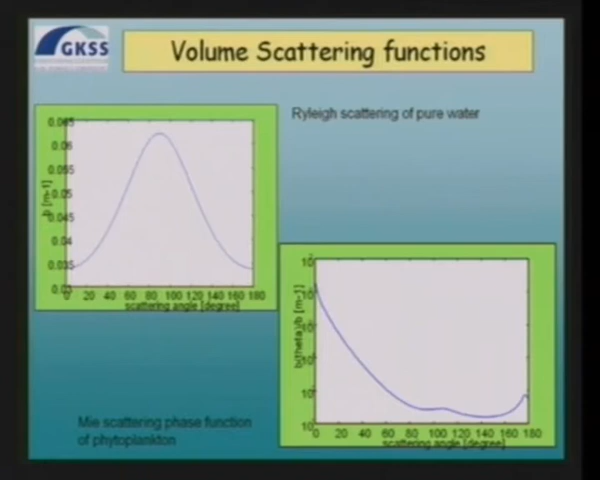 GKSS
Volume Scattering functions
Ryleigh scattering of pure water
0.065
0.06
0.055
0.05
0.045
0.04
0.035
0.03
b [m-1]
0 20 40 60 80 100 120 140 160 180
scattering angle [degree]
b(theta)/b [m-1]
0 20 40 60 80 100 120 140 160 180
scattering angle [degree]
Mie scattering phase function
of phytoplankton